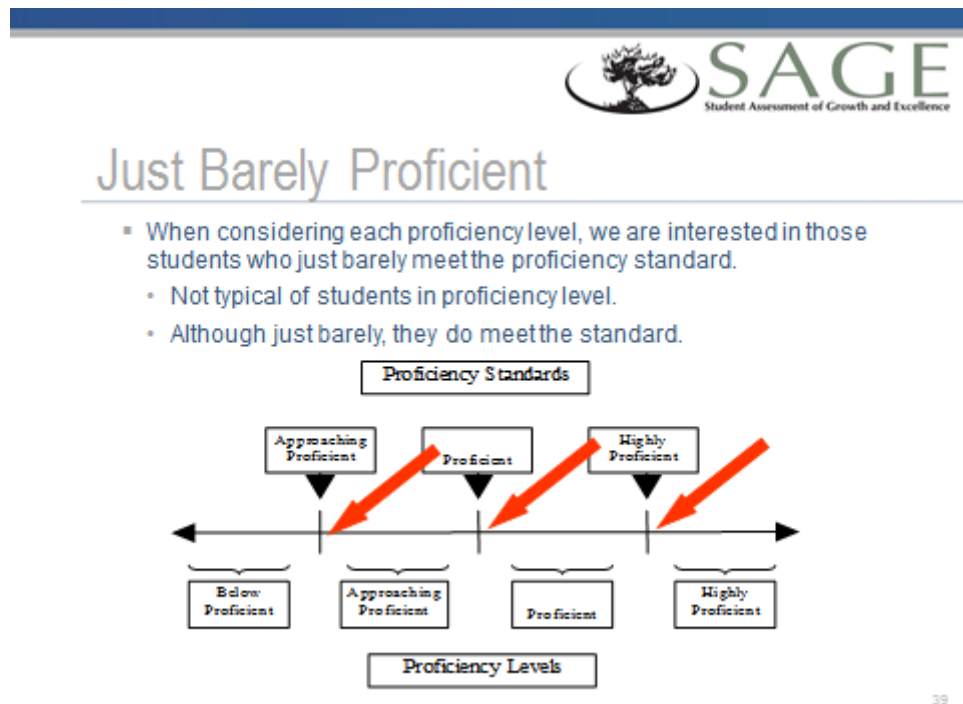 SAGE
Student Assessment of Growth and Excellence
Just Barely Proficient
When considering each proficiency level, we are interested in those
students who just barely meet the proficiency standard.
Not typical of students in proficiency level.
Although just barely, they do meet the standard.
Proficiency Standards
Approaching
Proficient
Proficient
Highly
Proficient
Below
Proficient
Approaching
Proficient
Proficient
Highly
Proficient
Proficiency Levels
39